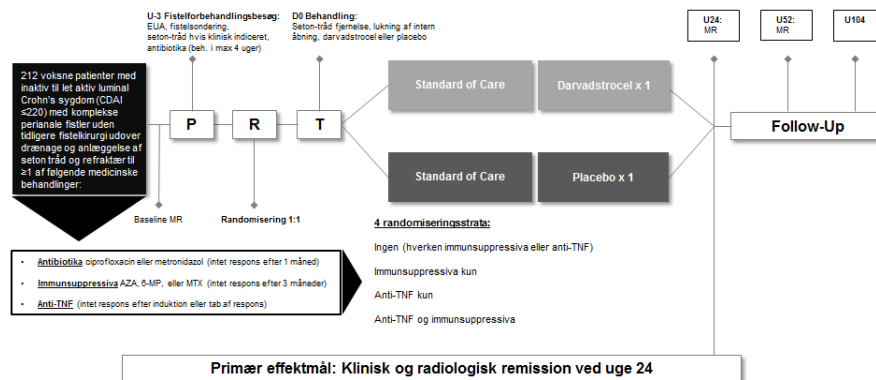 U-3 Fistelforbehandlingsbesøg:
EUA, fistelsondering,
seton-tråd hvis klinisk indiceret,
antibiotika (beh. i max 4 uger)
D0 Behandling:
Seton-tråd fjernelse, lukning af intern
åbning, darvadstrocel eller placebo
U24:
MR
U52:
MR
U104
212 voksne patienter med
inaktiv til let aktiv luminal
Crohn's sygdom (CDAI
≤220) med komplekse
perianale fistler uden
tidligere fistelkirurgi udover
drænage og anlæggelse af
seton tråd og refraktær til
≥1 af følgende medicinske
behandlinger:
P
R
T
Standard of Care
Darvadstrocel x 1
Standard of Care
Placebo x 1
Follow-Up
Baseline MR
Randomisering 1:1
• Antibiotika ciprofloxacin eller metronidazol (intet respons efter 1 måned)
• Immunsuppressiva AZA, 6-MP, eller MTX (intet respons efter 3 måneder)
• Anti-TNF (intet respons efter induktion eller tab af respons)
4 randomiseringsstrata:
Ingen (hverken immunsuppressiva eller anti-TNF)
Immunsuppressiva kun
Anti-TNF kun
Anti-TNF og immunsuppressiva
Primær effektmål: Klinisk og radiologisk remission ved uge 24